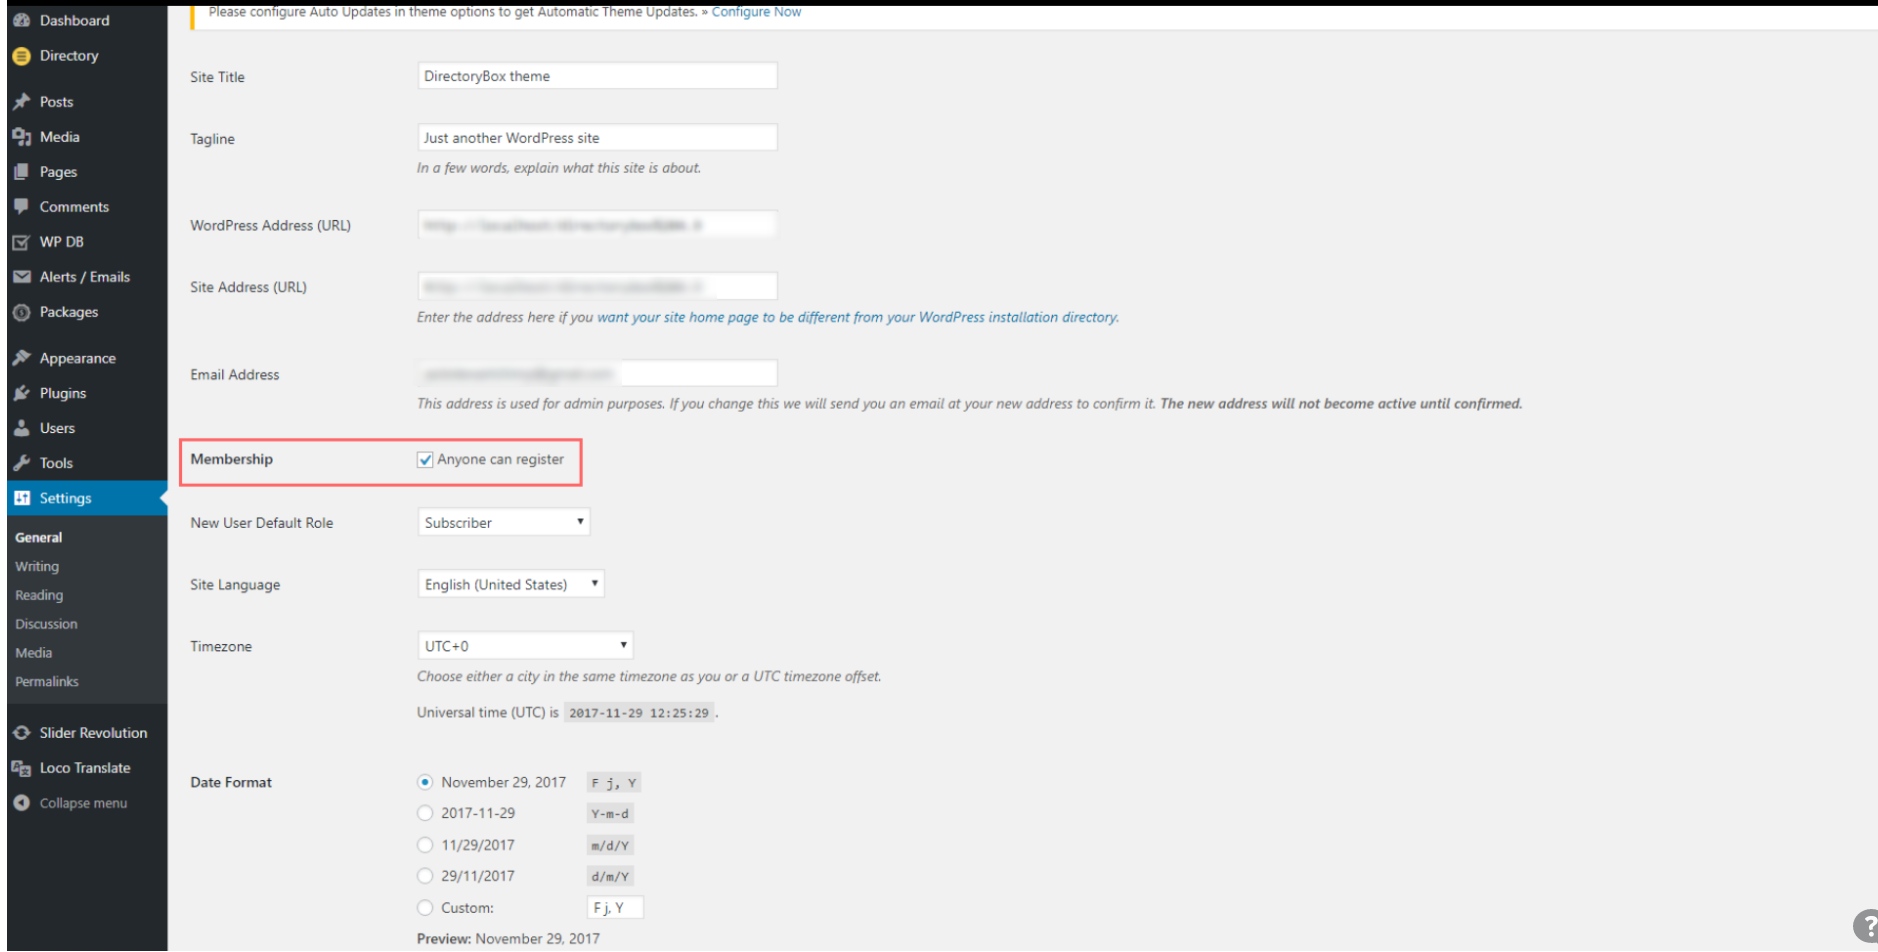 Please configure Auto Updates in theme options to get Automatic Theme Updates. » Configure Now
Dashboard
Directory
Posts
Media
Pages
Comments
WP DB
Alerts / Emails
Packages
Appearance
Plugins
Users
Tools
Settings
General
Writing
Reading
Discussion
Media
Permalinks
Slider Revolution
Loco Translate
Collapse menu
Site Title DirectoryBox theme
Tagline Just another WordPress site
In a few words, explain what this site is about.
WordPress Address (URL)
Site Address (URL)
Enter the address here if you want your site home page to be different from your WordPress installation directory.
Email Address
This address is used for admin purposes. If you change this we will send you an email at your new address to confirm it. The new address will not become active until confirmed.
Membership Anyone can register
New User Default Role Subscriber
Site Language English (United States)
Timezone UTC+0
Choose either a city in the same timezone as you or a UTC timezone offset.
Universal time (UTC) is 2017-11-29 12:25:29 .
Date Format November 29, 2017 F j, Y
2017-11-29 Y-m-d
11/29/2017 m/d/Y
29/11/2017 d/m/Y
Custom: F j, Y
Preview: November 29, 2017
?